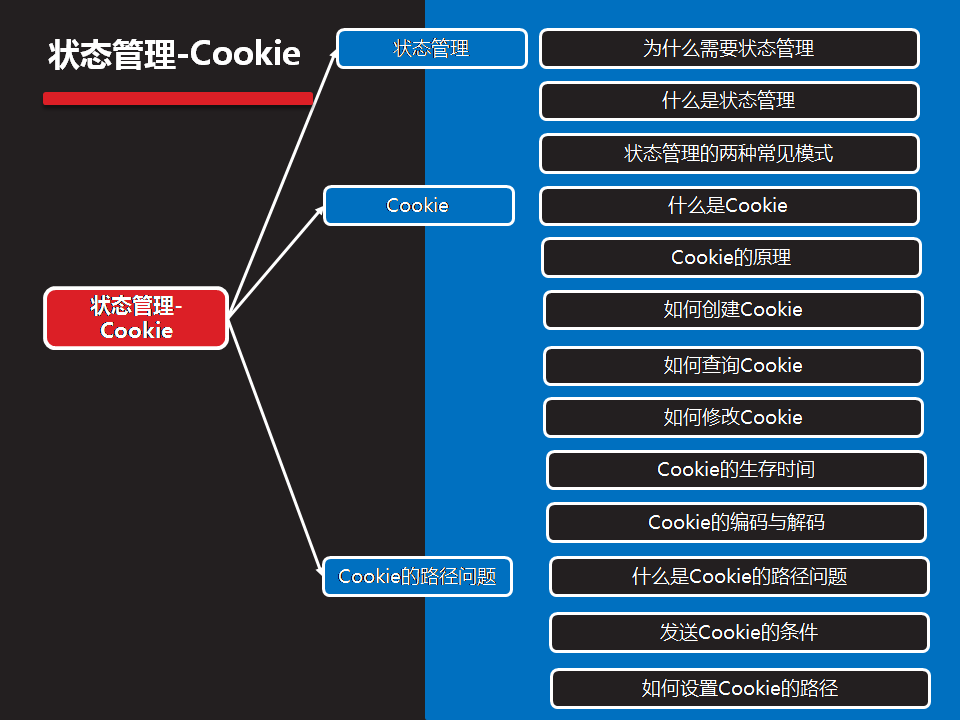 状态管理-Cookie
状态管理
为什么需要状态管理
什么是状态管理
状态管理的两种常见模式
Cookie
什么是Cookie
Cookie的原理
状态管理-
Cookie
如何创建Cookie
如何查询Cookie
如何修改Cookie
Cookie的生存时间
Cookie的编码与解码
Cookie的路径问题
什么是Cookie的路径问题
发送Cookie的条件
如何设置Cookie的路径